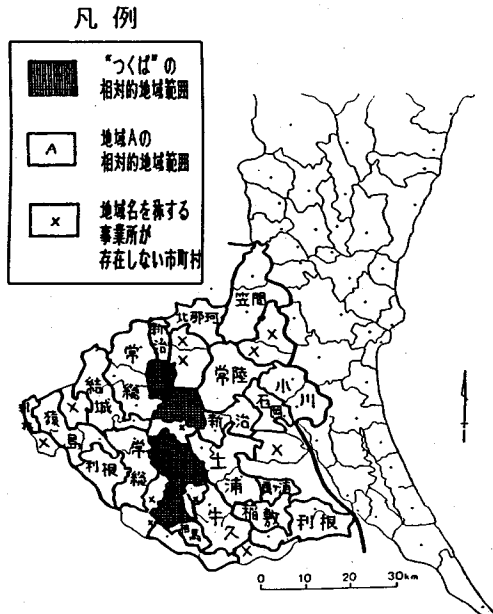 凡例
“つくば”の
相対的地域範囲
A
地域Aの
相対的地域範囲
×
地域名を称する
事業所が
存在しない市町村
笠間
北那珂
新治
×
×
×
×
常総
常陸
小川
石岡
結城
新治
×
×
猿島
×
×
岸総
土浦
利根
×
牛久
稲敷
利根
×
×
0 10 20 30km